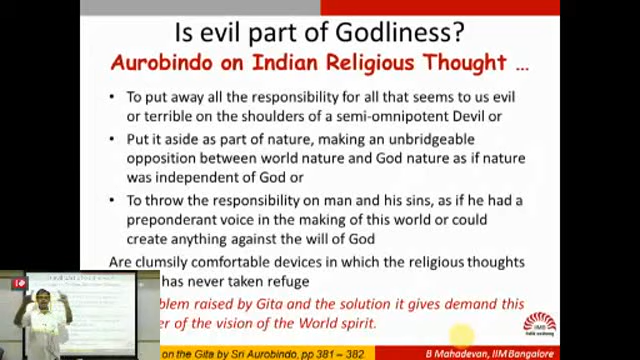 Is evil part of Godliness?
Aurobindo on Indian Religious Thought ...
• To put away all the responsibility for all that seems to us evil
or terrible on the shoulders of a semi-omnipotent Devil or
• Put it aside as part of nature, making an unbridgeable
opposition between world nature and God nature as if nature
was independent of God or
• To throw the responsibility on man and his sins, as if he had a
preponderant voice in the making of this world or could
create anything against the will of God
Are clumsily comfortable devices in which the religious thoughts
has never taken refuge
raised by Gita and the solution it gives demand this
of the vision of the World spirit.
IIMB
on the Gita by Sri Aurobindo, pp 381 – 382.
B Mahadevan, IIM Bangalore